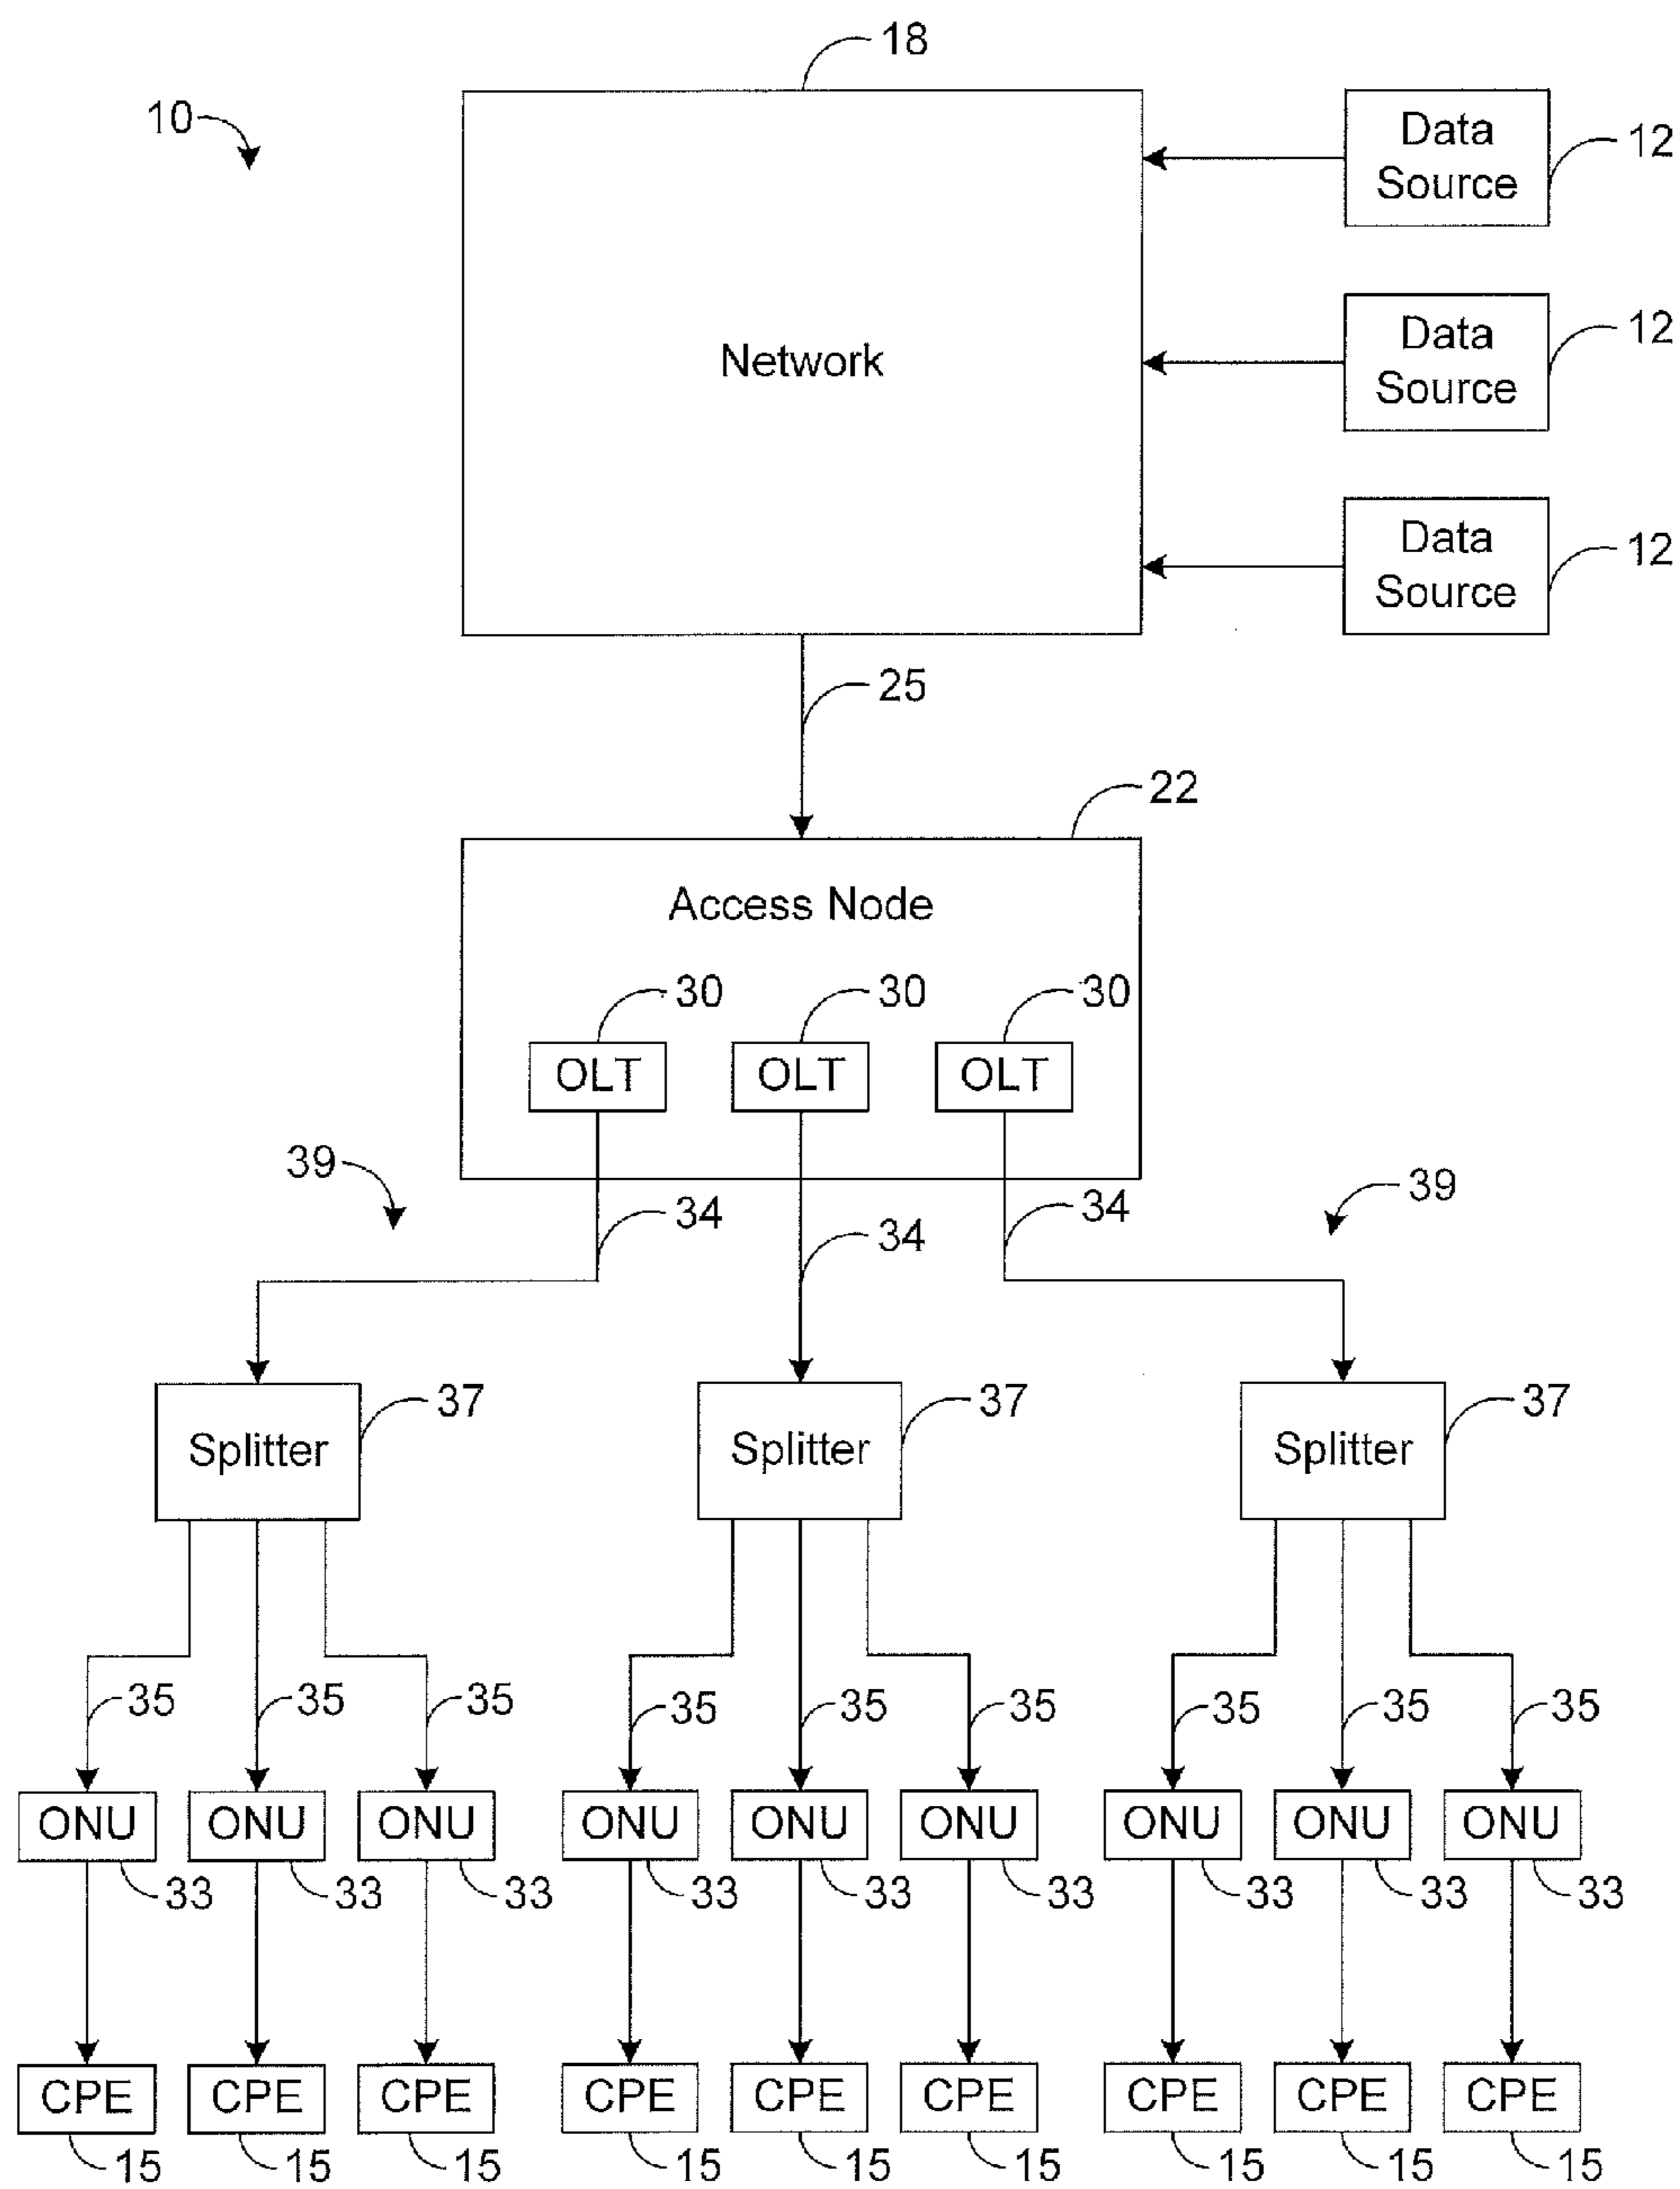 18
10
Data
Source
12
Network
Data
Source
12
Data
Source
12
25
22
Access Node
30 30 30
OLT OLT OLT
39 39
34 34 34
37 37 37
Splitter Splitter Splitter
35 35 35 35 35 35 35 35 35
ONU ONU ONU ONU ONU ONU ONU ONU ONU
33 33 33 33 33 33 33 33 33
CPE CPE CPE CPE CPE CPE CPE CPE CPE
15 15 15 15 15 15 15 15 15